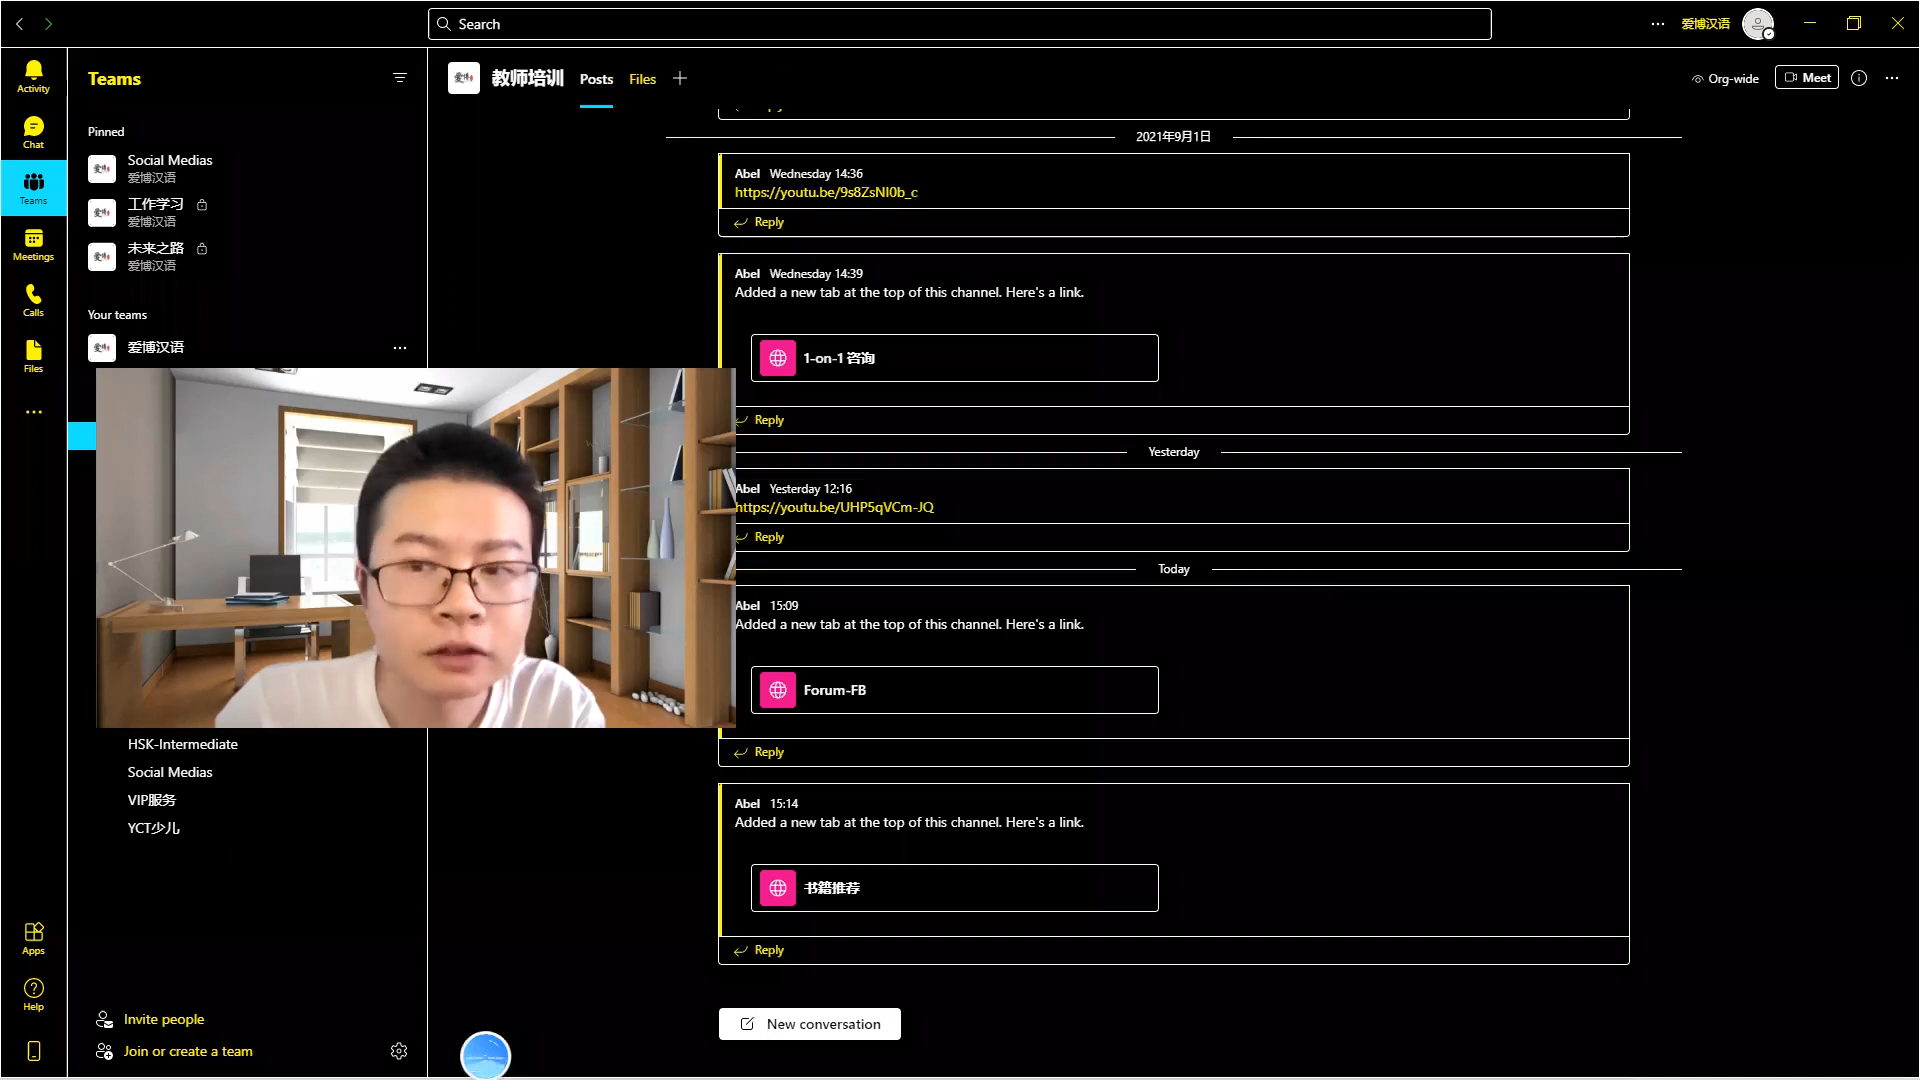 Search
爱博汉语
Activity
Chat
Teams
Meetings
Calls
Files
Apps
Help
Teams
Pinned
Social Medias
爱博汉语
工作学习
爱博汉语
未来之路
爱博汉语
Your teams
爱博汉语
HSK-Intermediate
Social Medias
VIP服务
YCT少儿
Invite people
Join or create a team
教师培训 Posts Files
Org-wide
Meet
2021年9月1日
Abel Wednesday 14:36
https://youtu.be/9s8ZsNI0b_c
Reply
Abel Wednesday 14:39
Added a new tab at the top of this channel. Here's a link.
1-on-1 咨询
Reply
Yesterday
Abel Yesterday 12:16
https://youtu.be/UHP5qVCm-JQ
Reply
Today
Abel 15:09
Added a new tab at the top of this channel. Here's a link.
Forum-FB
Reply
Abel 15:14
Added a new tab at the top of this channel. Here's a link.
书籍推荐
Reply
New conversation